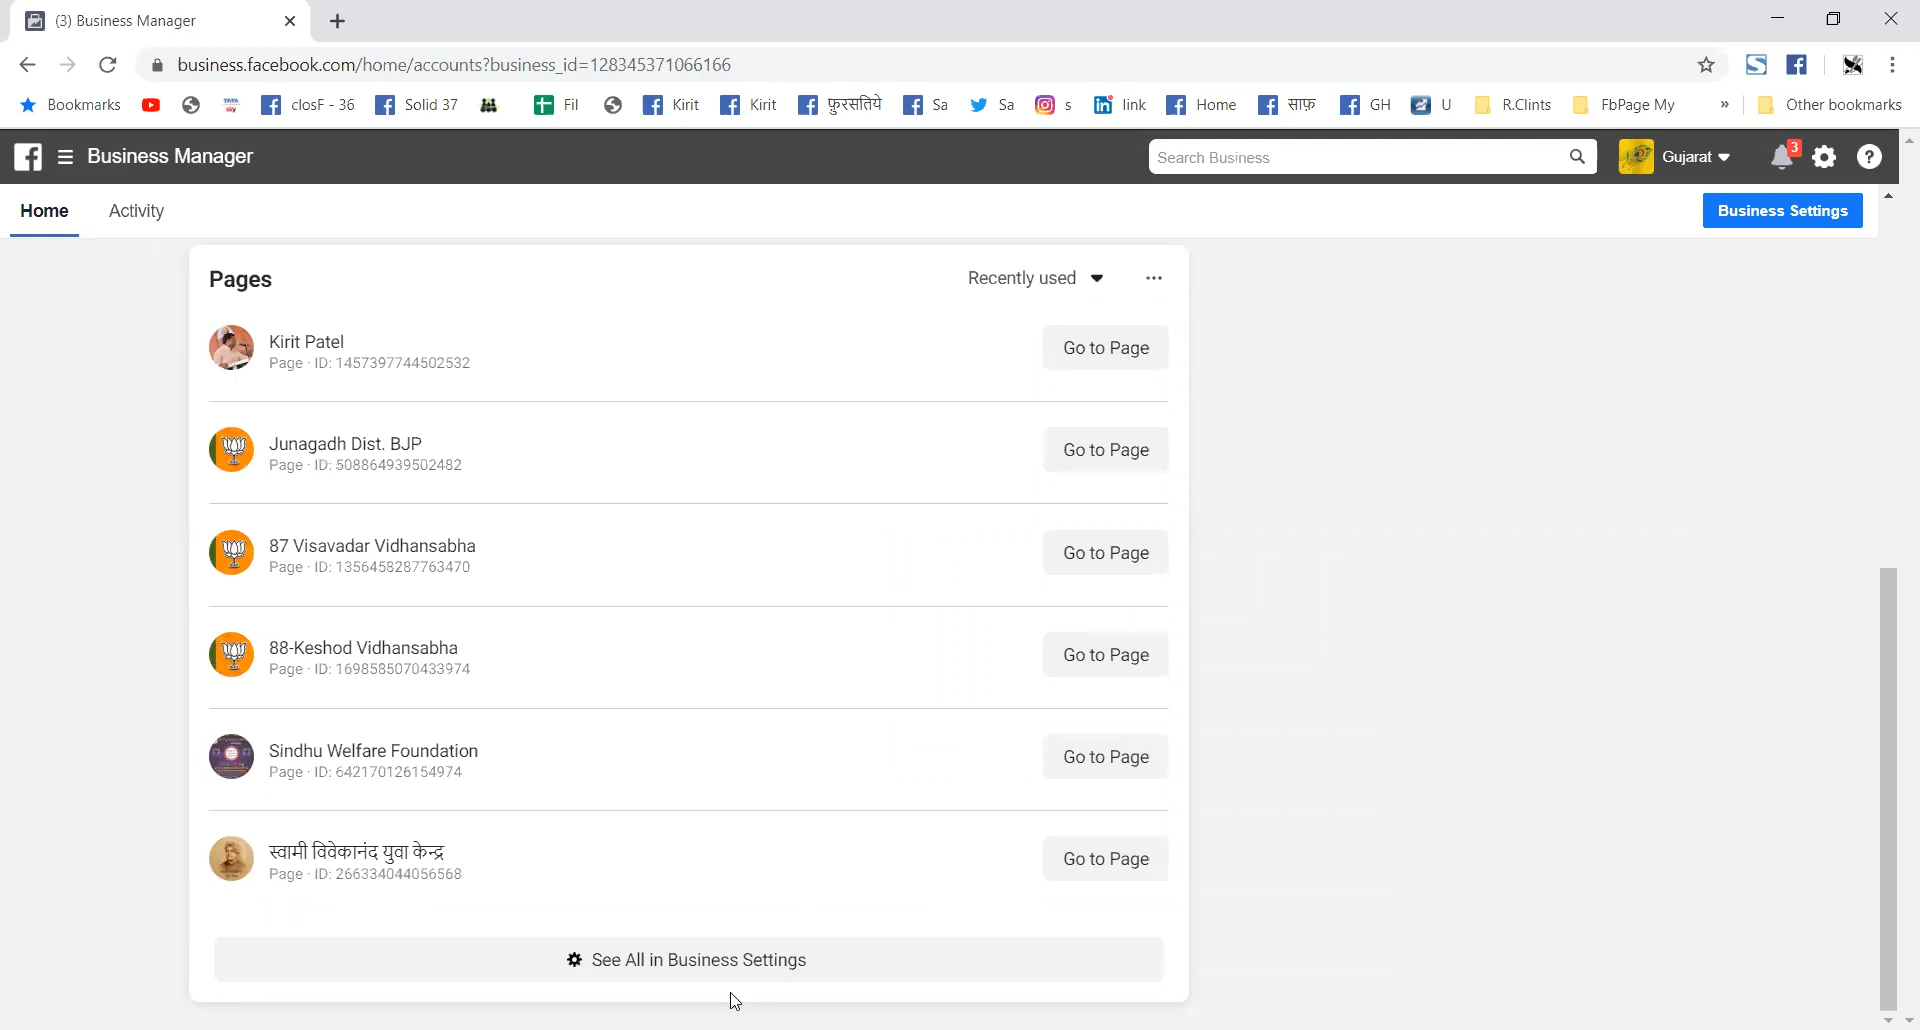 (3) Business Manager
business.facebook.com/home/accounts?business_id=128345371066166
Bookmarks closF - 36 Solid 37 Fil Kirit Kirit फुरसतिये Sa Sa s link Home साफ़ GH U R.Clints FbPage My » Other bookmarks
Business Manager Search Business Gujarat 3
Home Activity Business Settings
Pages Recently used
Kirit Patel Go to Page
Page · ID: 1457397744502532
Junagadh Dist. BJP Go to Page
Page · ID: 508864939502482
87 Visavadar Vidhansabha Go to Page
Page · ID: 1356458287763470
88-Keshod Vidhansabha Go to Page
Page · ID: 1698585070433974
Sindhu Welfare Foundation Go to Page
Page · ID: 642170126154974
स्वामी विवेकानंद युवा केन्द्र Go to Page
Page · ID: 266334044056568
See All in Business Settings